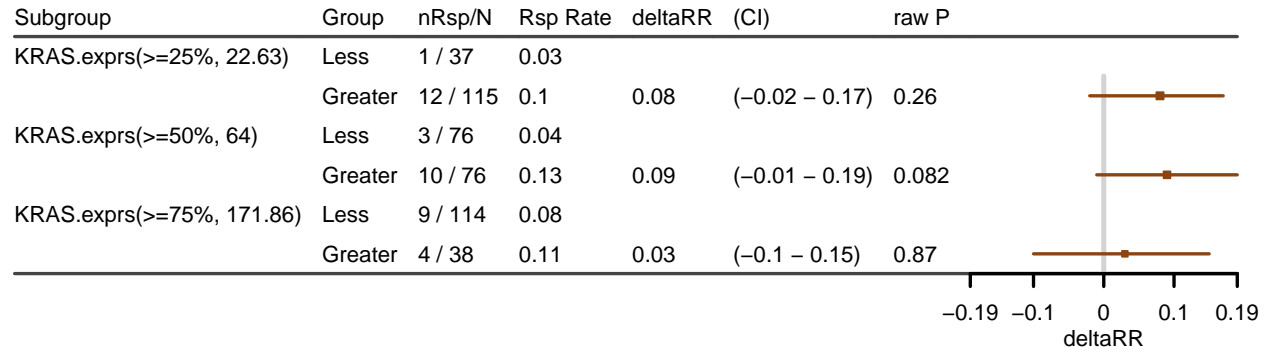 Subgroup Group nRsp/N Rsp Rate deltaRR (CI) raw P
KRAS.exprs(>=25%, 22.63) Less 1 / 37 0.03
Greater 12 / 115 0.1 0.08 (−0.02 − 0.17) 0.26
KRAS.exprs(>=50%, 64) Less 3 / 76 0.04
Greater 10 / 76 0.13 0.09 (−0.01 − 0.19) 0.082
KRAS.exprs(>=75%, 171.86) Less 9 / 114 0.08
Greater 4 / 38 0.11 0.03 (−0.1 − 0.15) 0.87
−0.19 −0.1 0 0.1 0.19
deltaRR